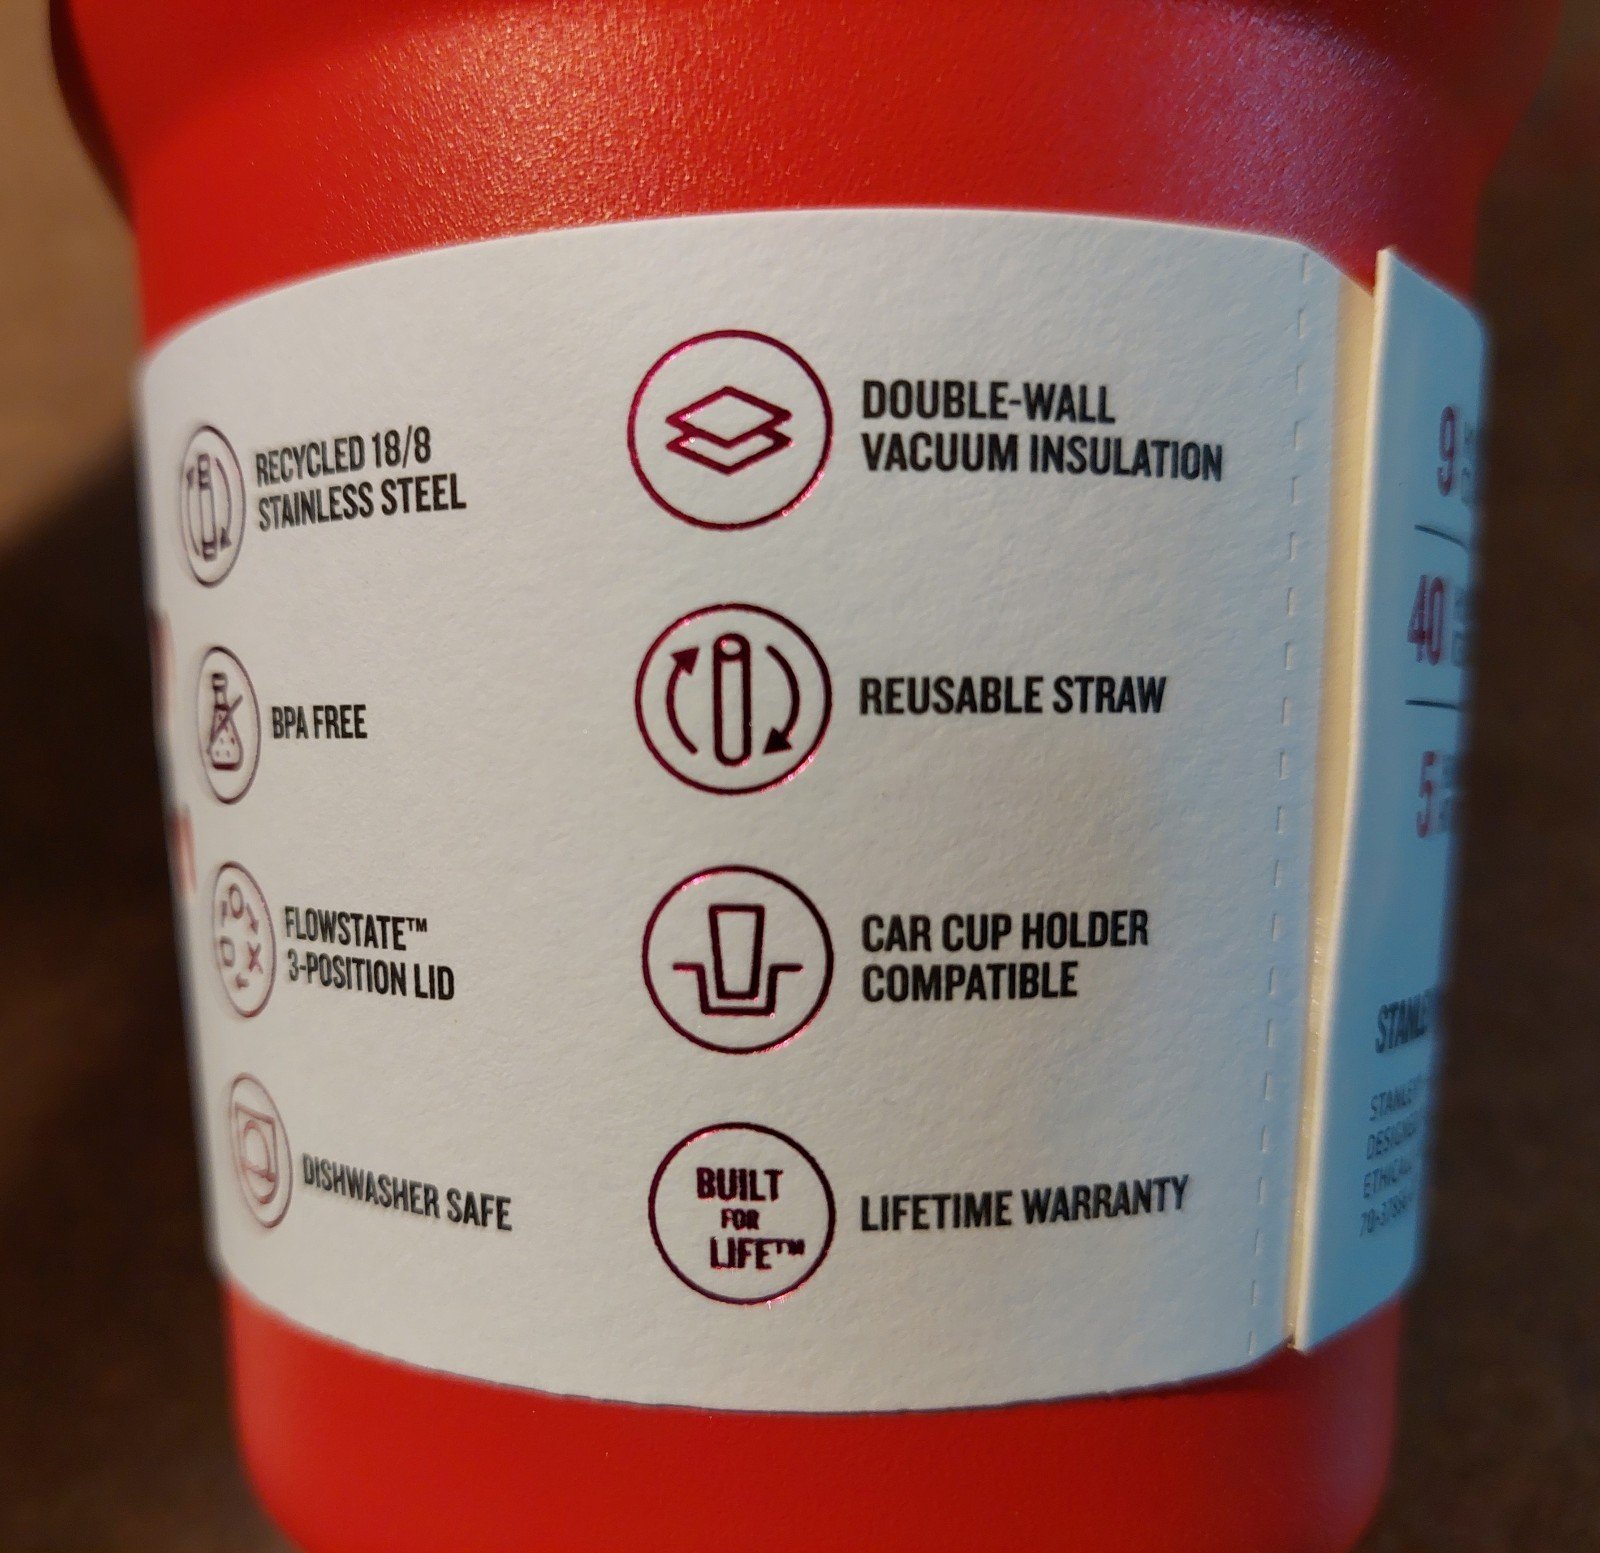 RECYCLED 18/8
STAINLESS STEEL
BPA FREE
FLOWSTATE™
3-POSITION LID
DISHWASHER SAFE
DOUBLE-WALL
VACUUM INSULATION
REUSABLE STRAW
CAR CUP HOLDER
COMPATIBLE
BUILT
FOR
LIFE™
LIFETIME WARRANTY
9
40
5